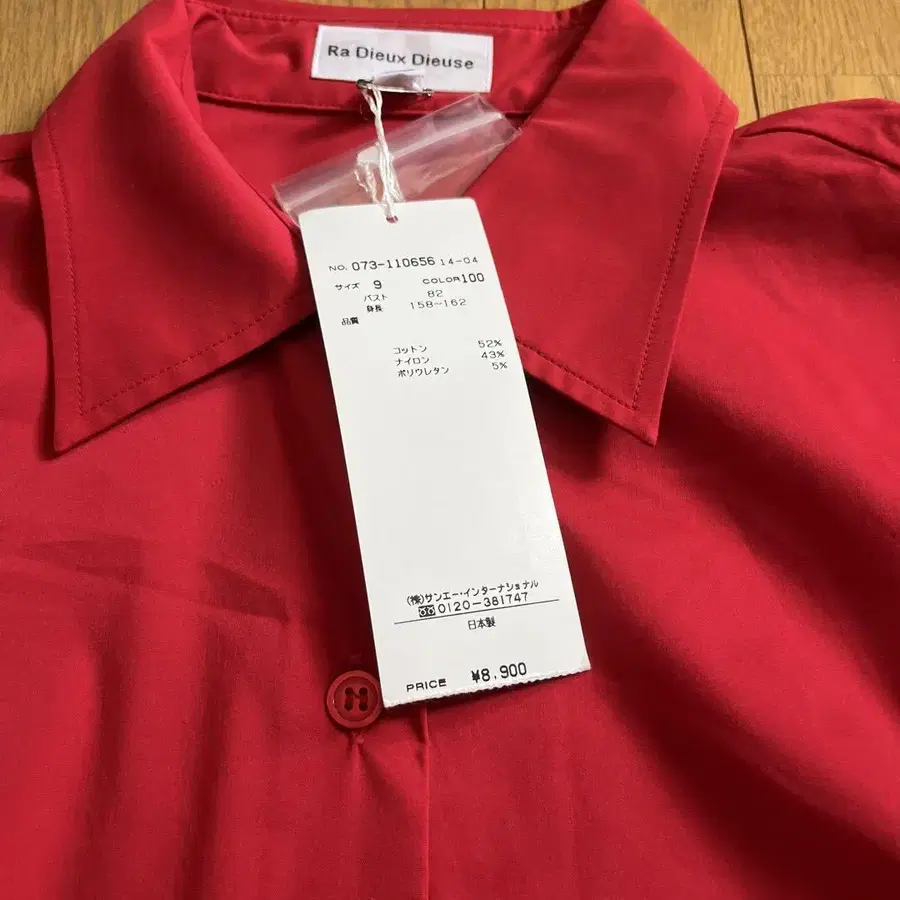 Ra Dieux Dieuse
NO. 073-110656 14-04
サイズ 9 COLOR100
バスト 82
身長 158~162
品質
コットン 52%
ナイロン 43%
ポリウレタン 5%
(株)サンエー・インターナショナル
0120-381747
日本製
PRICE ¥8,900